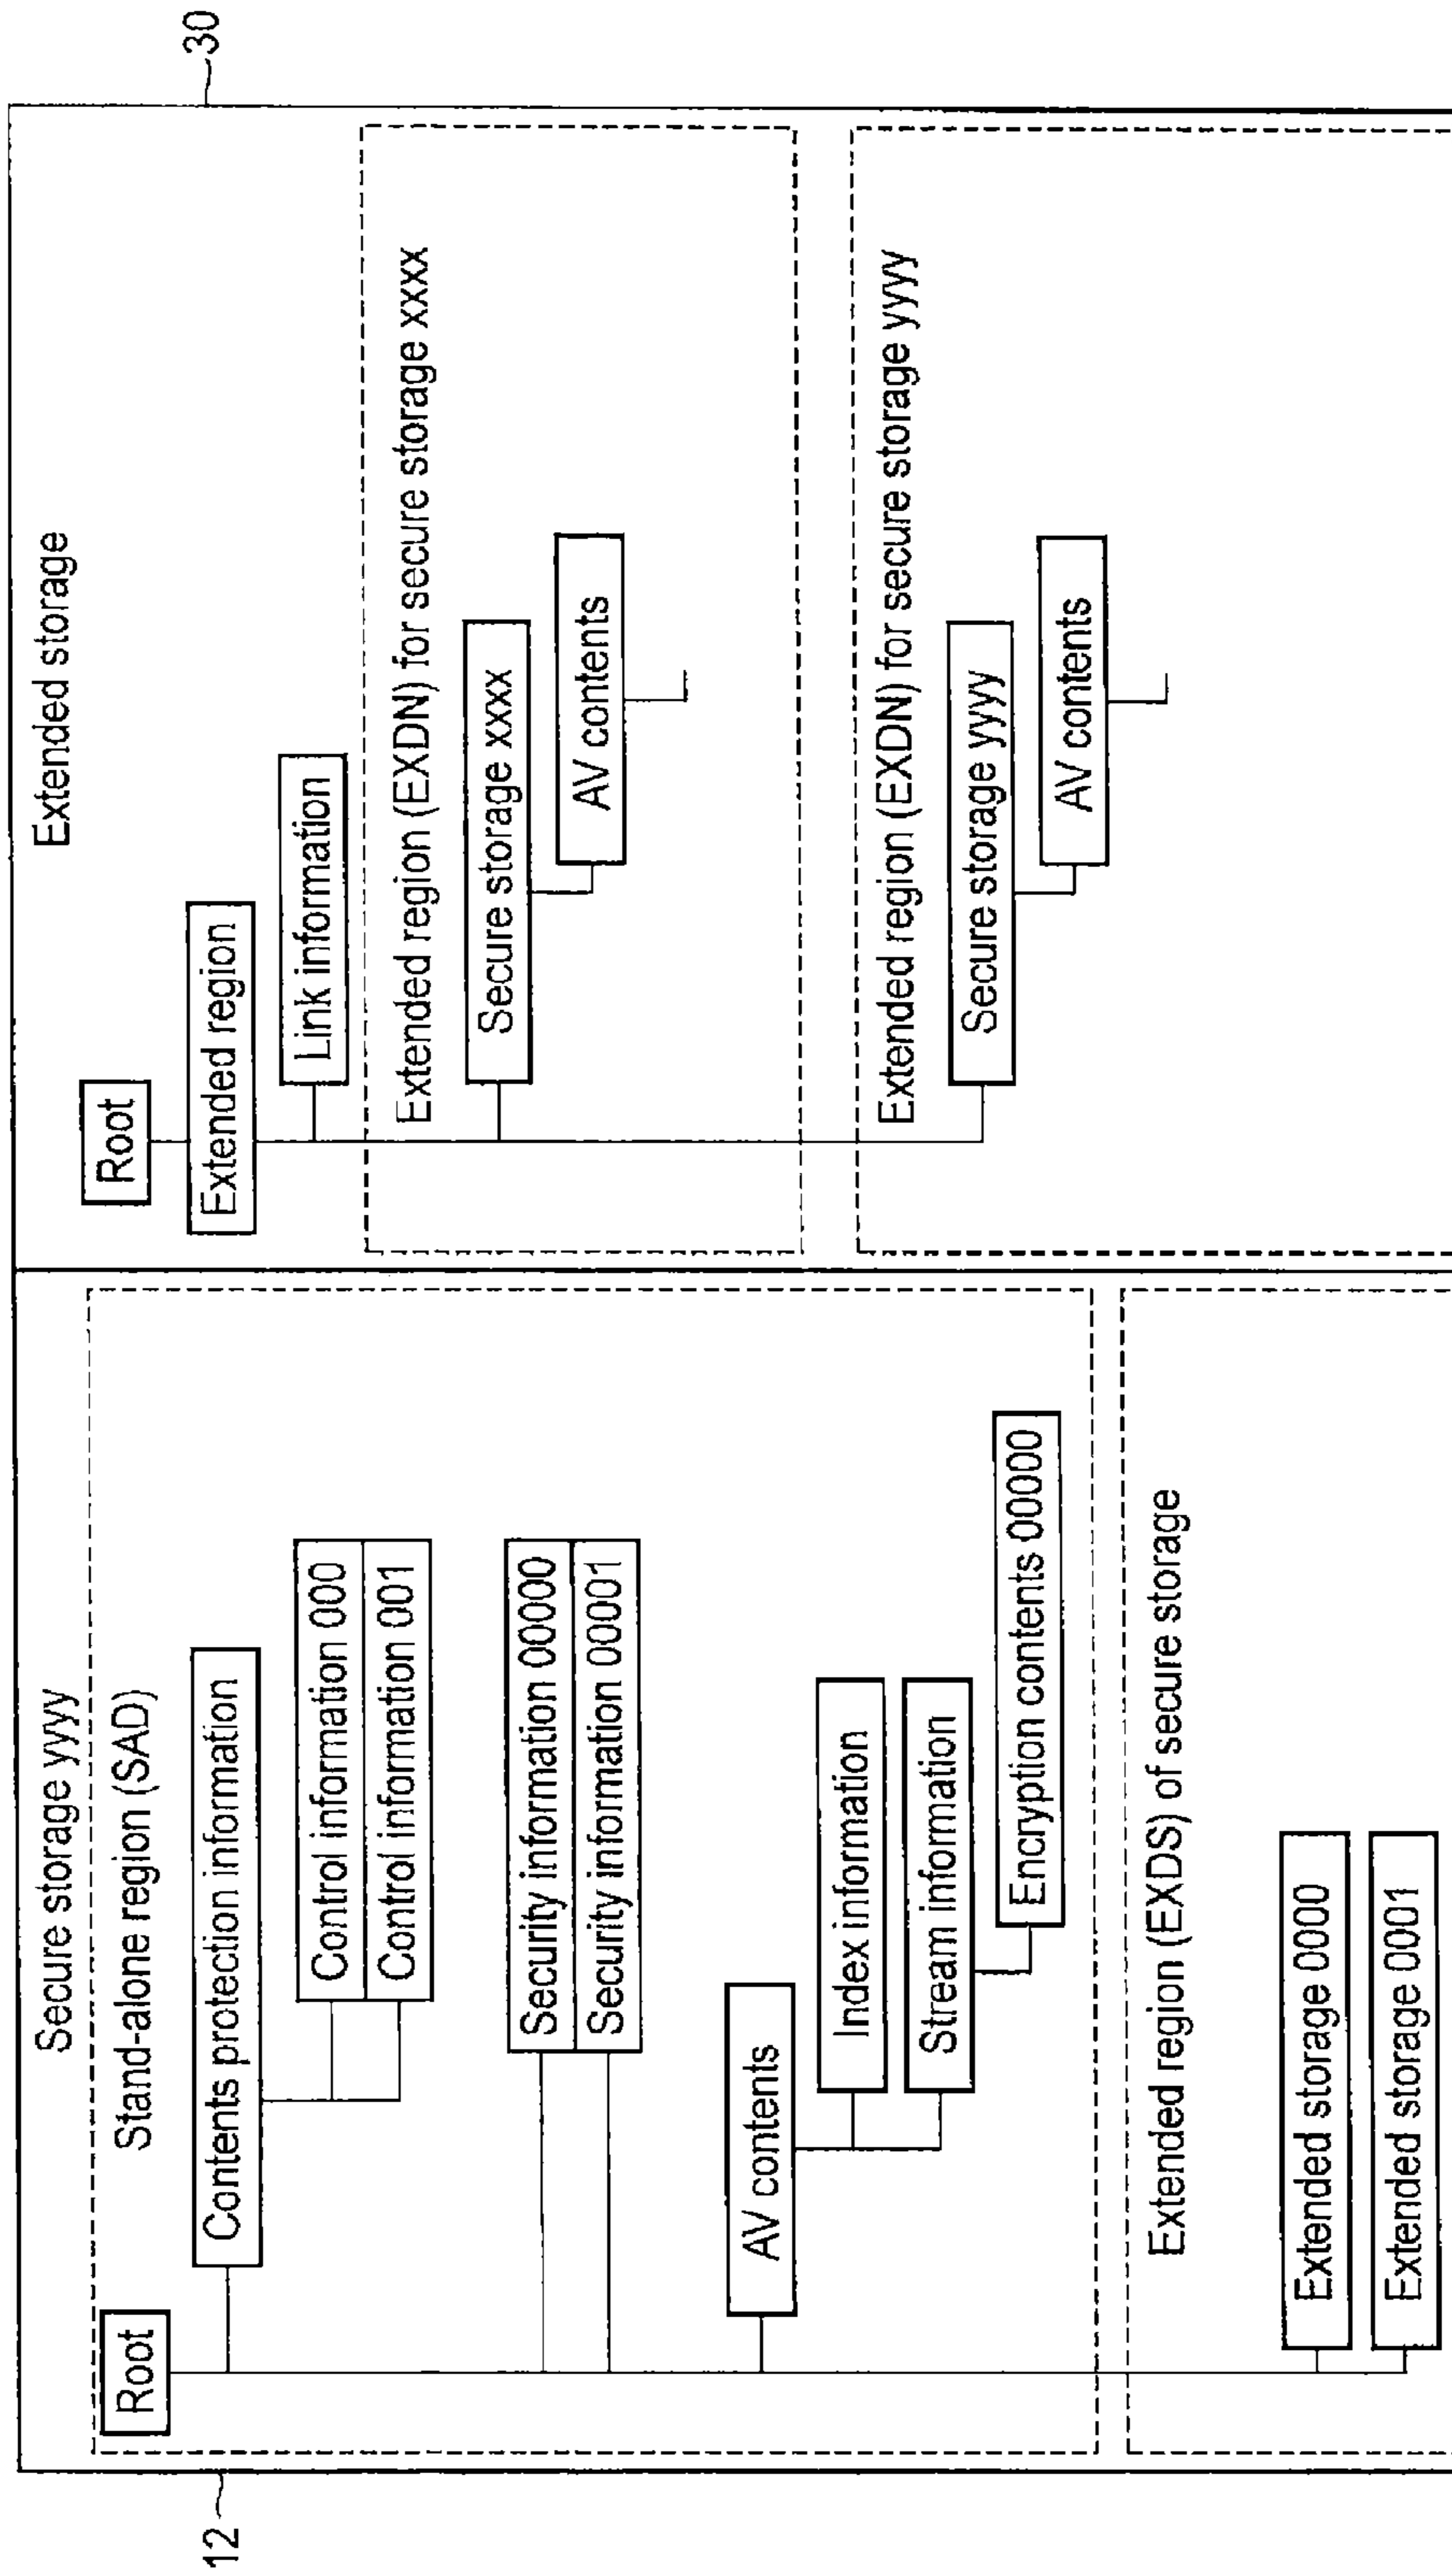 12
Secure storage yyyy
Stand-alone region (SAD)
Root
Contents protection information
Control information 000
Control information 001
Security information 00000
Security information 00001
AV contents
Index information
Stream information
Encryption contents 00000
Extended region (EXDS) of secure storage
Extended storage 0000
Extended storage 0001
30
Extended storage
Root
Extended region
Link information
Extended region (EXDN) for secure storage xxxx
Secure storage xxxx
AV contents
Extended region (EXDN) for secure storage yyyy
Secure storage yyyy
AV contents